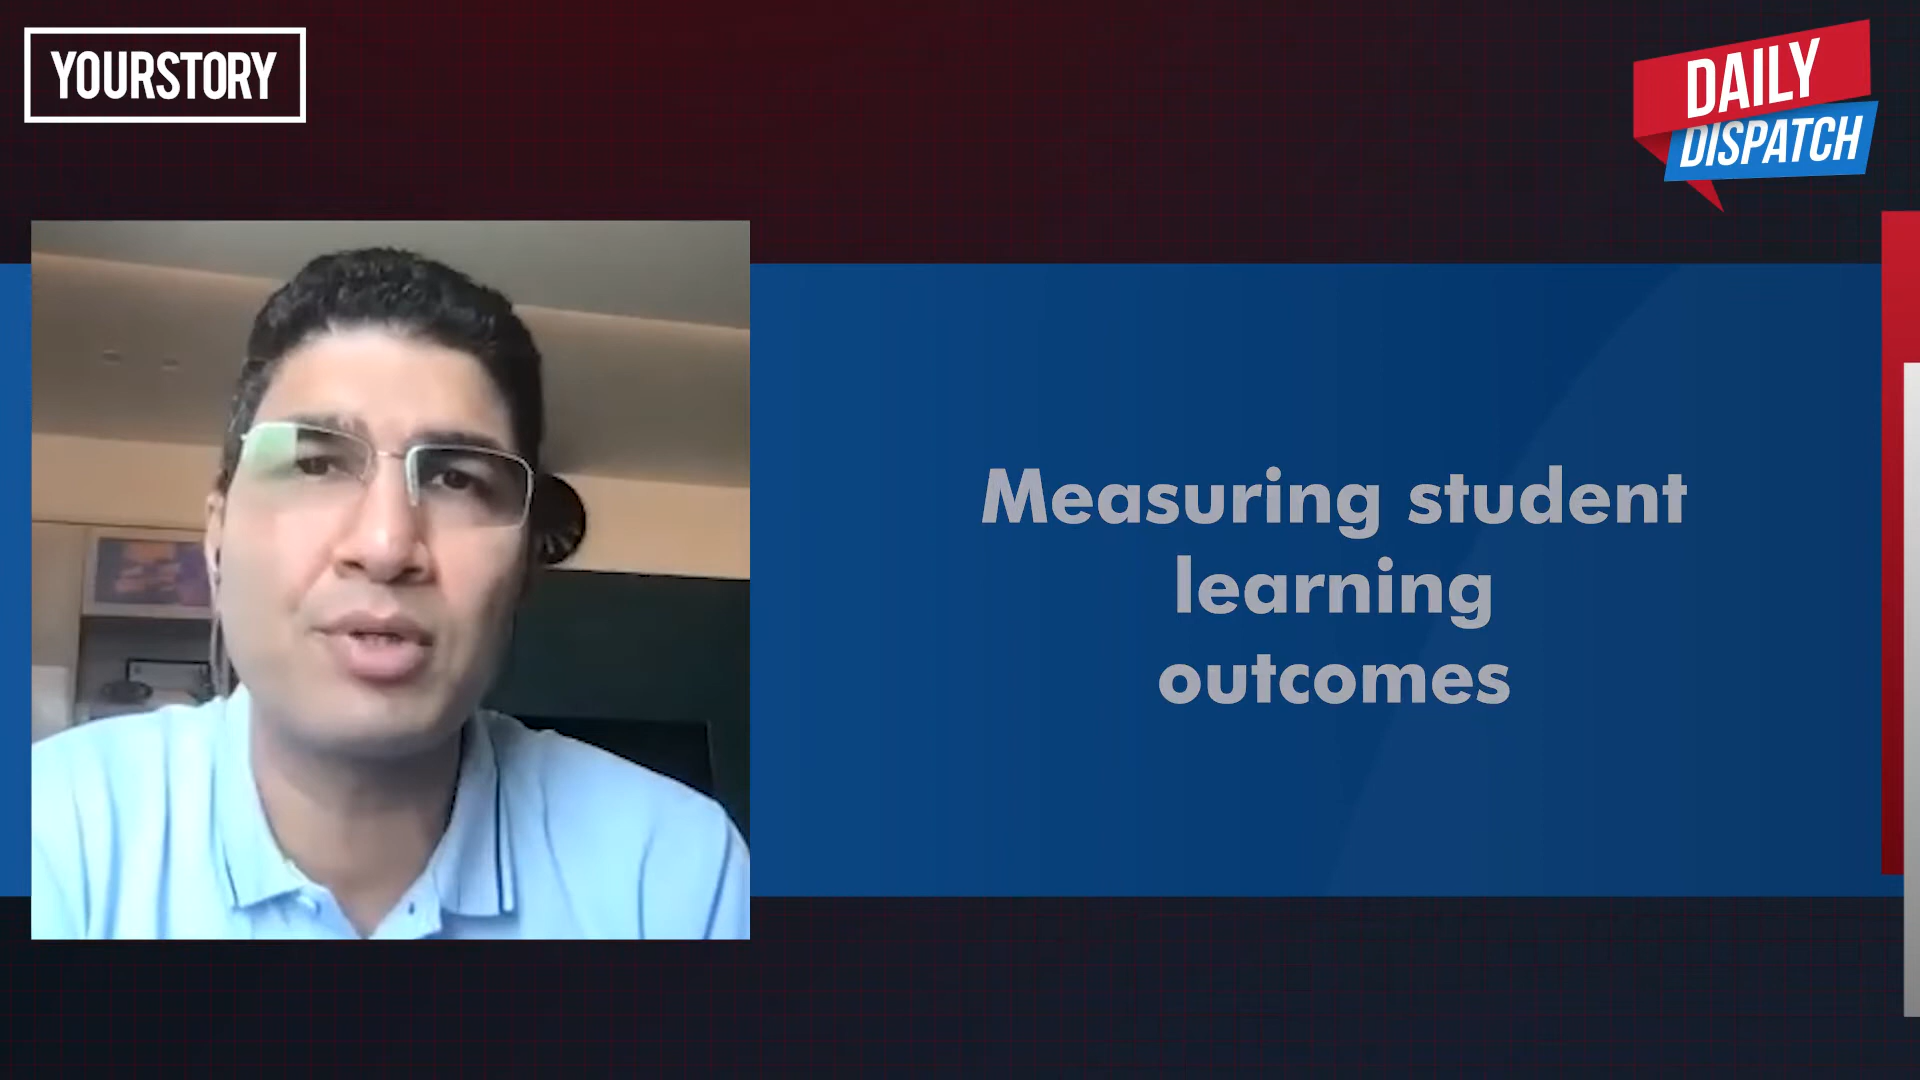 YOURSTORY
DAILY
DISPATCH
Measuring student
learning
outcomes